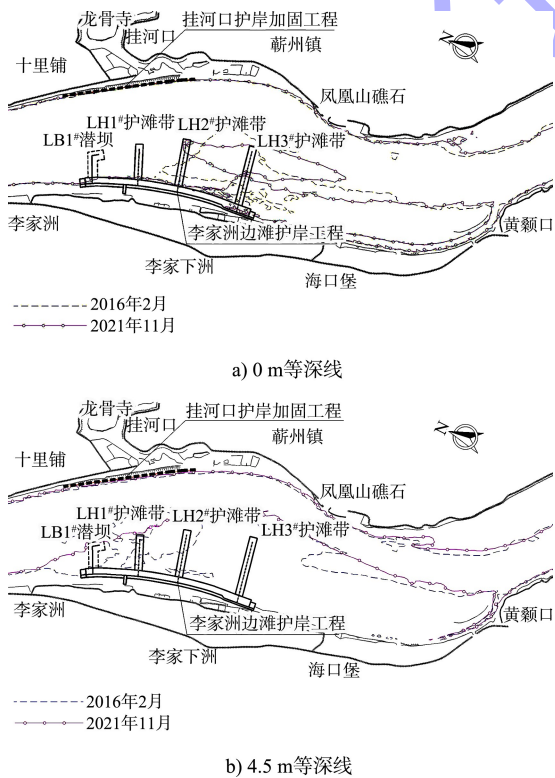 龙骨寺
挂河口
挂河口护岸加固工程
蕲州镇
十里铺
N
凤凰山礁石
LH1#护滩带
LH2#护滩带
LB1#潜坝
LH3#护滩带
李家洲
李家洲边滩护岸工程
黄颡口
李家下洲
海口堡
2016年2月
2021年11月
a) 0 m等深线
龙骨寺
挂河口
挂河口护岸加固工程
蕲州镇
十里铺
N
凤凰山礁石
LH1#护滩带
LH2#护滩带
LB1#潜坝
LH3#护滩带
李家洲
李家洲边滩护岸工程
黄颡口
李家下洲
海口堡
2016年2月
2021年11月
b) 4.5 m等深线